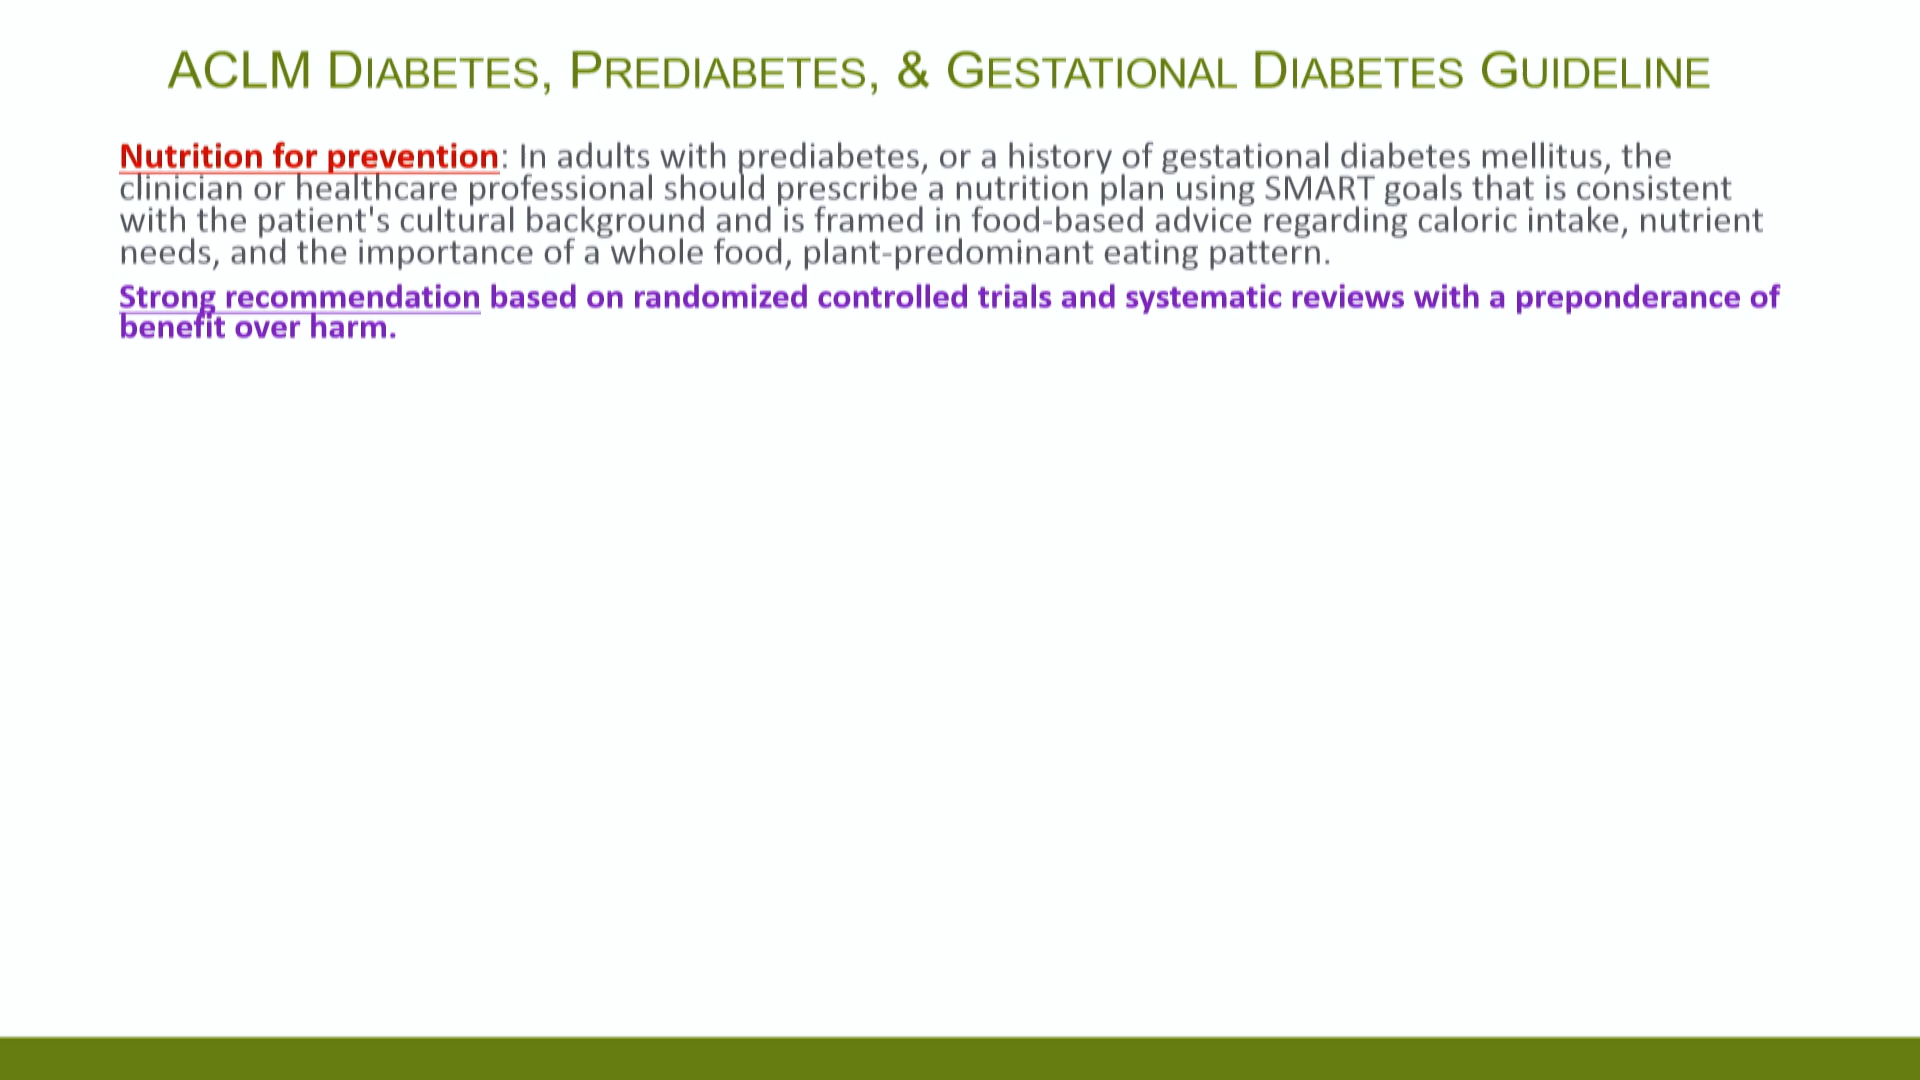 ACLM DIABETES, PREDIABETES, & GESTATIONAL DIABETES GUIDELINE
Nutrition for prevention: In adults with prediabetes, or a history of gestational diabetes mellitus, the
clinician or healthcare professional should prescribe a nutrition plan using SMART goals that is consistent
with the patient's cultural background and is framed in food-based advice regarding caloric intake, nutrient
needs, and the importance of a whole food, plant-predominant eating pattern.
Strong recommendation based on randomized controlled trials and systematic reviews with a preponderance of
benefit over harm.